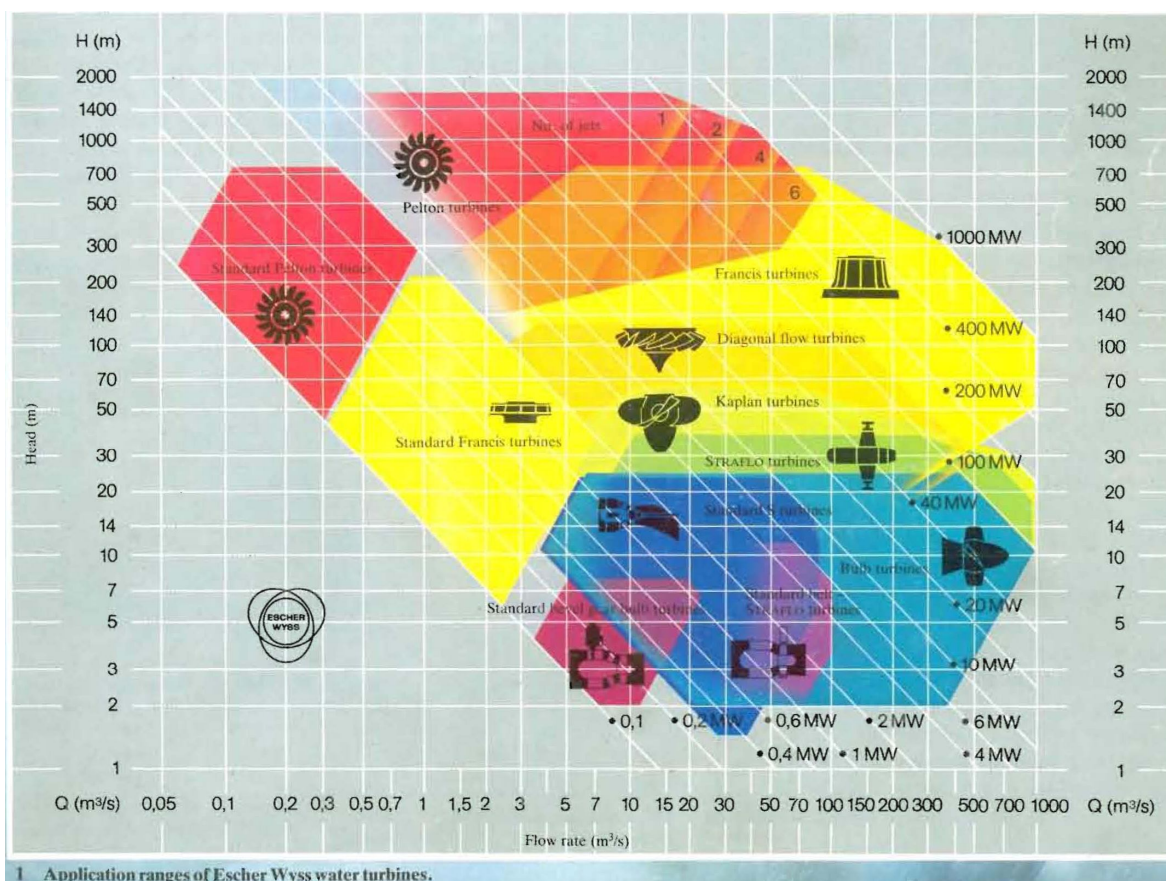 H (m) H (m)
2000 2000
1400 1 2 1400
1000 Nu. of jets 1000
700 4 700
500 Pelton turbines 6 500
1000 MW
300 300
Standard Pelton turbines Francis turbines
200 200
140 400 MW 140
100 Diagonal flow turbines 100
70 200 MW 70
50 Kaplan turbines 50
Standard Francis turbines
30 STRAFLO turbines 100 MW 30
20 40 MW 20
Standard S turbines
14 14
10 Bulb turbines 10
7 Standard bevel gear bulb turbines Standard belt - 7
STRAFLO turbines 20 MW
5 5
ESCHER
WYSS
3 10 MW 3
2 2
0,1 0,2 MW 0,6 MW 2 MW 6 MW
0,4 MW 1 MW 4 MW
1 1
Head (m)
Q (m³/s) 0,05 0,1 0,2 0,3 0,5 0,7 1 1,5 2 3 5 7 10 15 20 30 50 70 100 150 200 300 500 700 1000 Q (m³/s)
Flow rate (m³/s)
1 Application ranges of Escher Wyss water turbines.